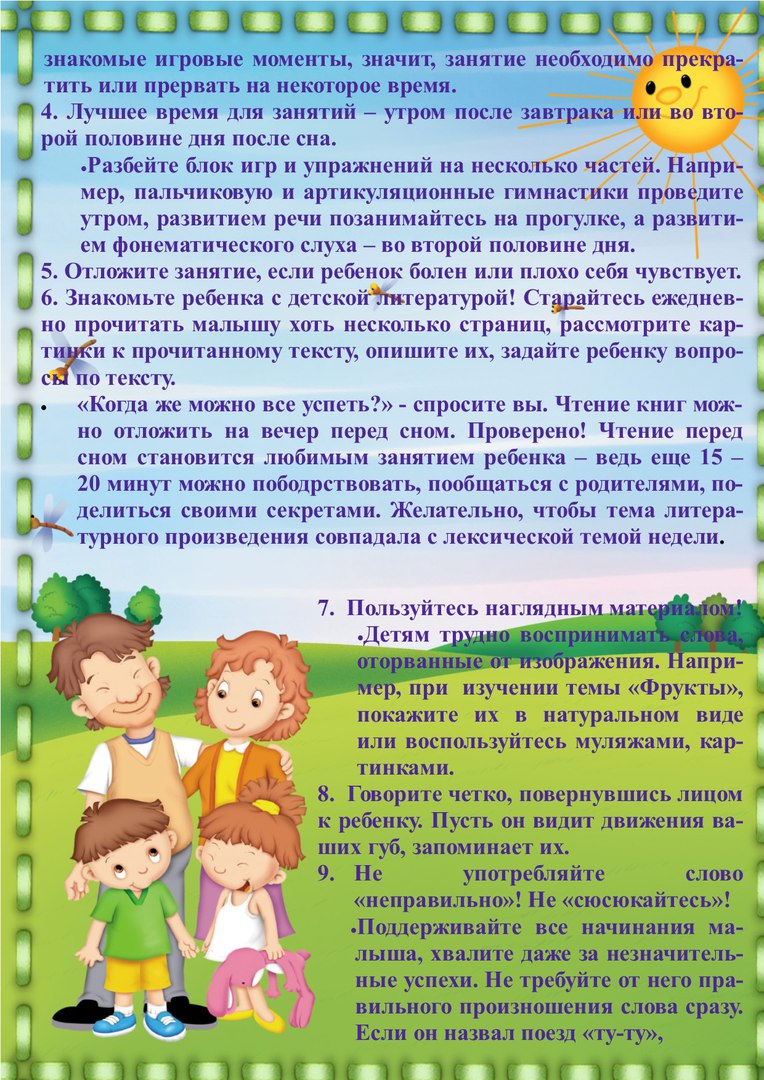 знакомые игровые моменты, значит, занятие необходимо прекра-
тить или прервать на некоторое время.
4. Лучшее время для занятий – утром после завтрака или во вто-
рой половине дня после сна.
•Разбейте блок игр и упражнений на несколько частей. Напри-
мер, пальчиковую и артикуляционные гимнастики проведите
утром, развитием речи позанимайтесь на прогулке, а развити-
ем фонематического слуха – во второй половине дня.
5. Отложите занятие, если ребенок болен или плохо себя чувствует.
6. Знакомьте ребенка с детской литературой! Старайтесь ежеднев-
но прочитать малышу хоть несколько страниц, рассмотрите кар-
тинки к прочитанному тексту, опишите их, задайте ребенку вопро-
сы по тексту.
• «Когда же можно все успеть?» - спросите вы. Чтение книг мож-
но отложить на вечер перед сном. Проверено! Чтение перед
сном становится любимым занятием ребенка – ведь еще 15 –
20 минут можно пободрствовать, пообщаться с родителями, по-
делиться своими секретами. Желательно, чтобы тема литера-
турного произведения совпадала с лексической темой недели.
7. Пользуйтесь наглядным материалом!
•Детям трудно воспринимать слова,
оторванные от изображения. Напри-
мер, при изучении темы «Фрукты»,
покажите их в натуральном виде
или воспользуйтесь муляжами, кар-
тинками.
8. Говорите четко, повернувшись лицом
к ребенку. Пусть он видит движения ва-
ших губ, запоминает их.
9. Не употребляйте слово
«неправильно»! Не «сюсюкайтесь»!
•Поддерживайте все начинания ма-
лыша, хвалите даже за незначитель-
ные успехи. Не требуйте от него пра-
вильного произношения слова сразу.
Если он назвал поезд «ту-ту»,